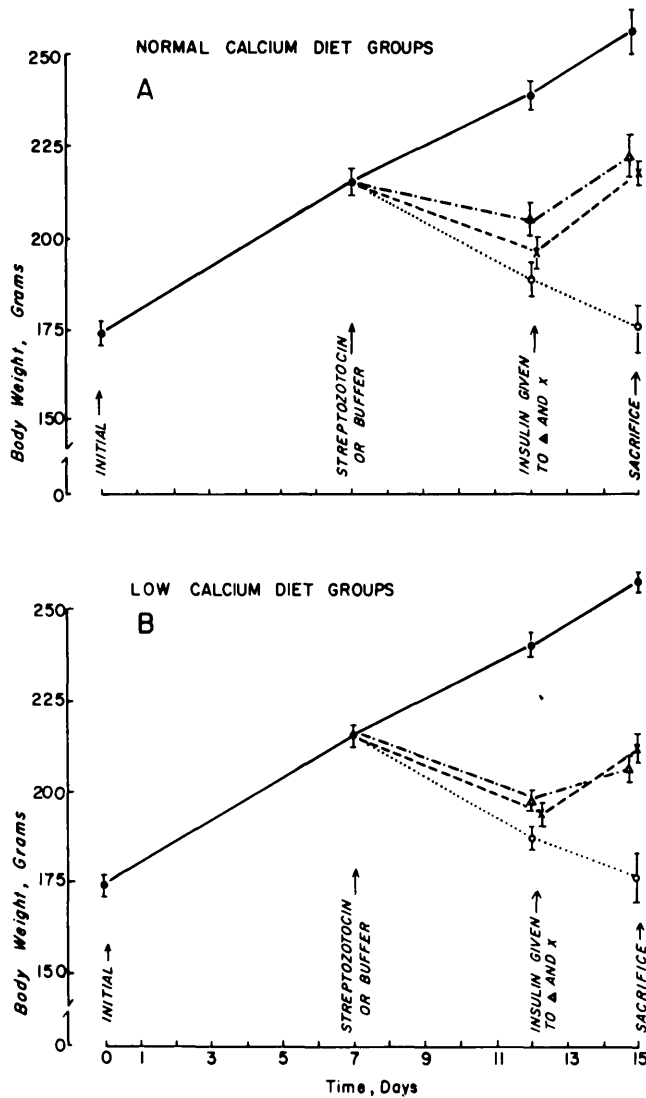 NORMAL CALCIUM DIET GROUPS
A
250
225
200
175
150
0
Body Weight, Grams
INITIAL →
STREPTOZOTOCIN →
OR BUFFER
INSULIN GIVEN →
TO ▲ AND X
SACRIFICE →
LOW CALCIUM DIET GROUPS
B
250
225
200
175
150
0
Body Weight, Grams
INITIAL →
STREPTOZOTOCIN →
OR BUFFER
INSULIN GIVEN →
TO ▲ AND X
SACRIFICE →
0 1 3 5 7 9 11 13 15
Time, Days